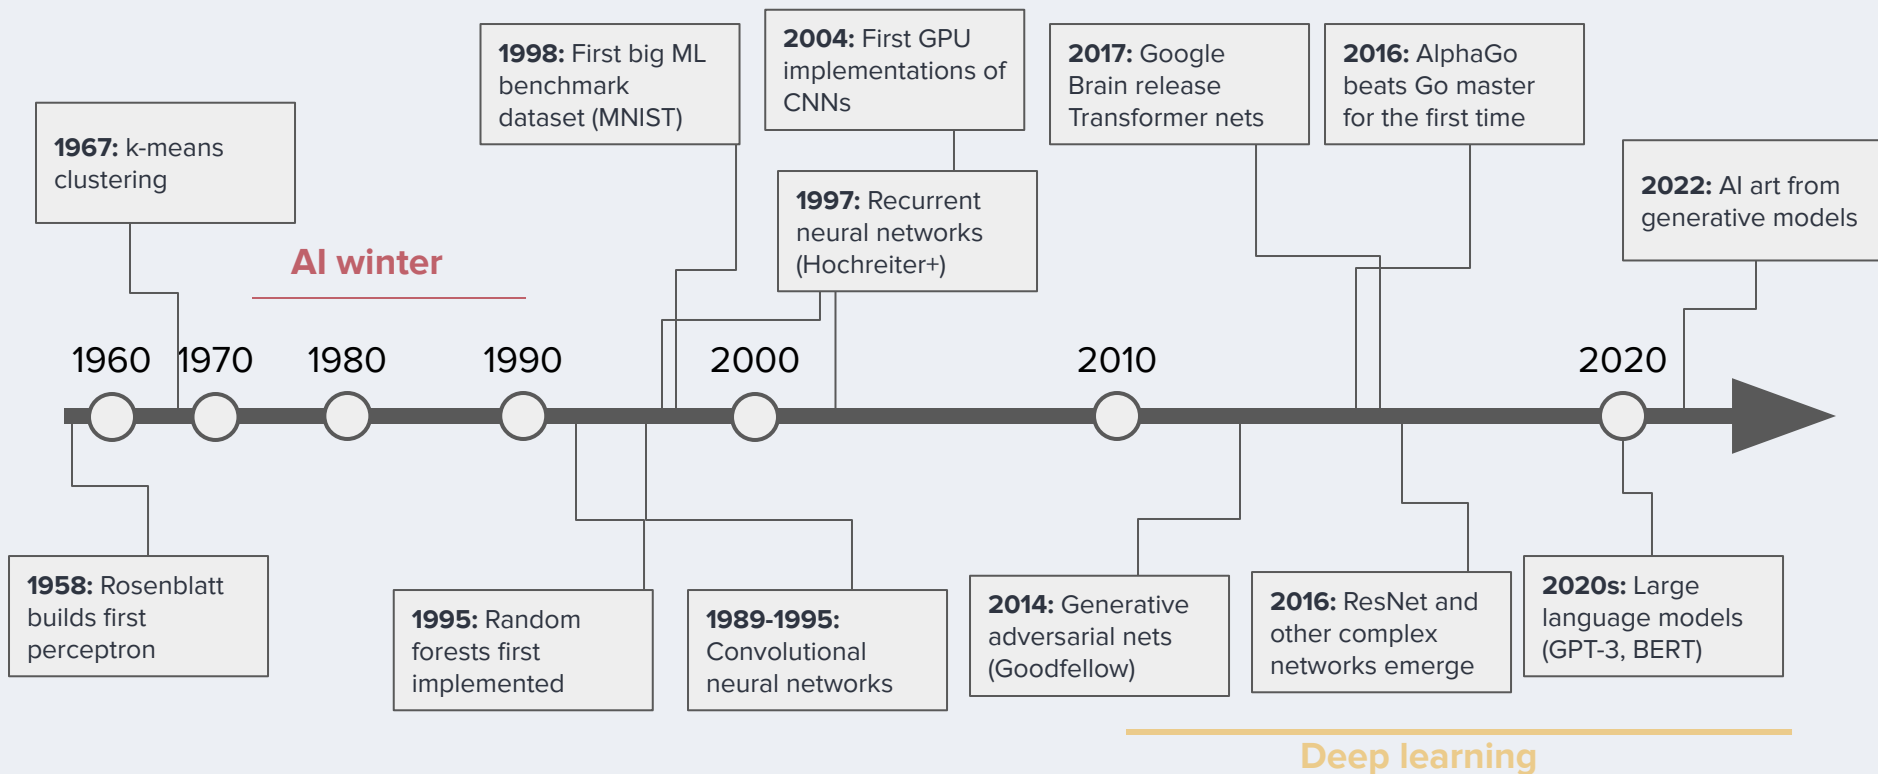 1998: First big ML
benchmark
dataset (MNIST)
2004: First GPU
implementations of
CNNs
2017: Google
Brain release
Transformer nets
2016: AlphaGo
beats Go master
for the first time
1967: k-means
clustering
1997: Recurrent
neural networks
(Hochreiter+)
2022: AI art from
generative models
AI winter
1960
1970
1980
1990
2000
2010
2020
1958: Rosenblatt
builds first
perceptron
1995: Random
forests first
implemented
1989-1995:
Convolutional
neural networks
2014: Generative
adversarial nets
(Goodfellow)
2016: ResNet and
other complex
networks emerge
2020s: Large
language models
(GPT-3, BERT)
Deep learning